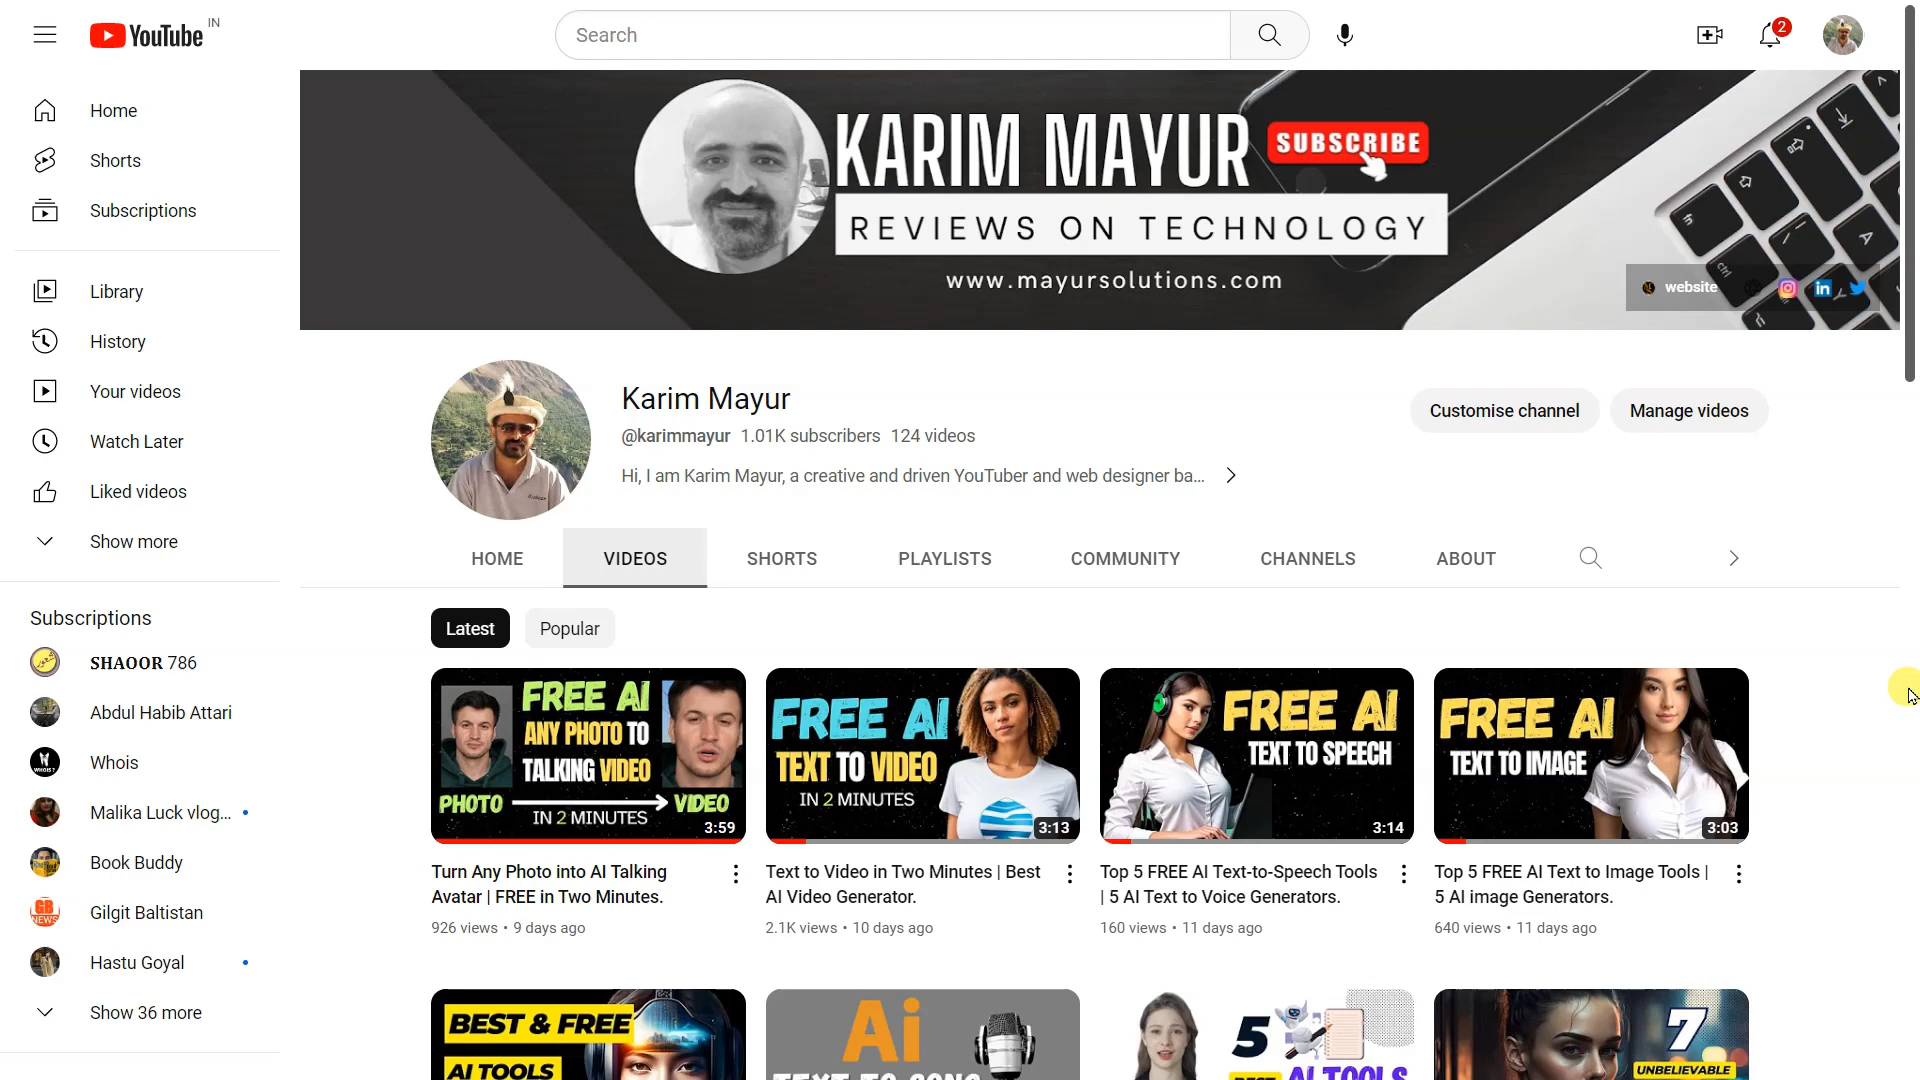 YouTube IN
Search
2
Home
Shorts
Subscriptions
Library
History
Your videos
Watch Later
Liked videos
Show more
Subscriptions
SHAOOR 786
Abdul Habib Attari
WHOIS ?
Whois
Malika Luck vlog...
Book Buddy
GB
NEWS
Gilgit Baltistan
Hastu Goyal
Show 36 more
KARIM MAYUR
SUBSCRIBE
REVIEWS ON TECHNOLOGY
www.mayursolutions.com
website
Karim Mayur
@karimmayur 1.01K subscribers 124 videos
Hi, I am Karim Mayur, a creative and driven YouTuber and web designer ba...
Customise channel
Manage videos
HOME
VIDEOS
SHORTS
PLAYLISTS
COMMUNITY
CHANNELS
ABOUT
Latest
Popular
FREE AI
ANY PHOTO TO
TALKING VIDEO
PHOTO
VIDEO
IN 2 MINUTES
3:59
Turn Any Photo into AI Talking
Avatar | FREE in Two Minutes.
926 views • 9 days ago
FREE AI
TEXT TO VIDEO
IN 2 MINUTES
3:13
Text to Video in Two Minutes | Best
AI Video Generator.
2.1K views • 10 days ago
FREE AI
TEXT TO SPEECH
3:14
Top 5 FREE AI Text-to-Speech Tools
| 5 AI Text to Voice Generators.
160 views • 11 days ago
FREE AI
TEXT TO IMAGE
3:03
Top 5 FREE AI Text to Image Tools |
5 AI image Generators.
640 views • 11 days ago
BEST & FREE
AI TOOLS
Ai
TEXT TO SONG
5
BEST AI TOOLS
7
UNBELIEVABLE